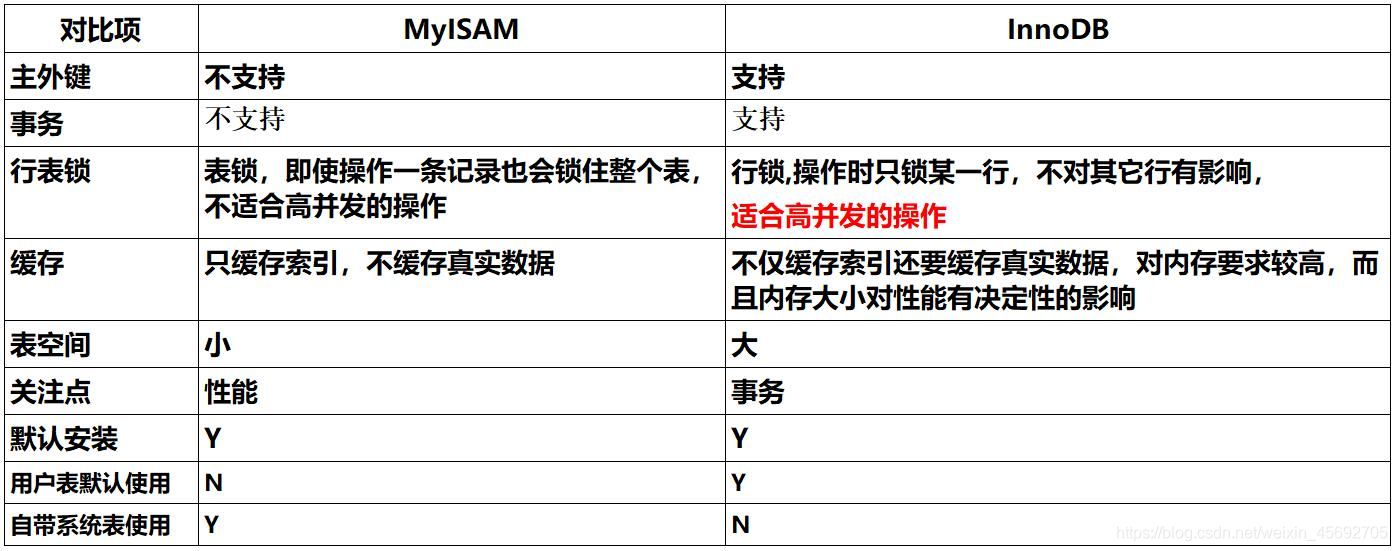 对比项 MyISAM InnoDB
主外键 不支持 支持
事务 不支持 支持
行表锁 表锁，即使操作一条记录也会锁住整个表， 行锁,操作时只锁某一行，不对其它行有影响，
不适合高并发的操作 适合高并发的操作
缓存 只缓存索引，不缓存真实数据 不仅缓存索引还要缓存真实数据，对内存要求较高，而
且内存大小对性能有决定性的影响
表空间 小 大
关注点 性能 事务
默认安装 Y Y
用户表默认使用 N Y
自带系统表使用 Y N
https://blog.csdn.net/weixin_45692705